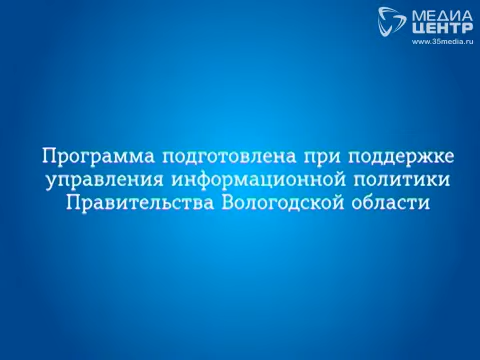 МЕДИА
ЦЕНТР
www.35media.ru
Программа подготовлена при поддержке
управления информационной политики
Правительства Вологодской области